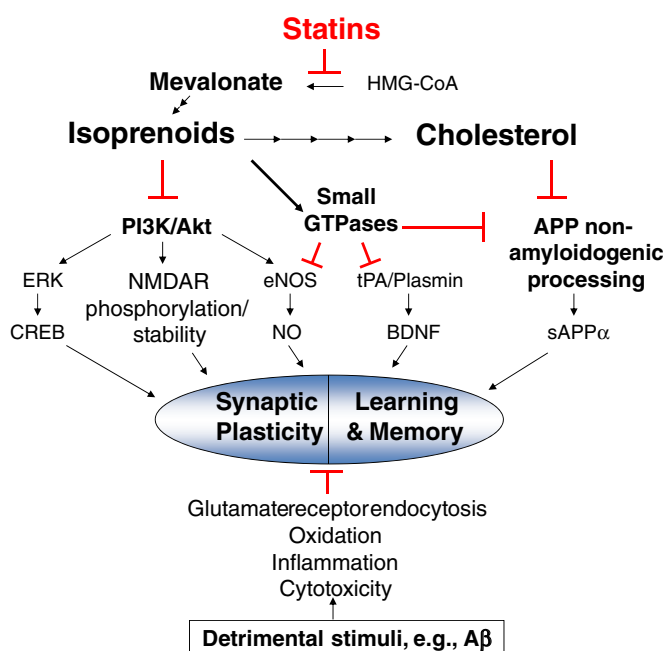 Statins
Mevalonate
HMG-CoA
Isoprenoids
Cholesterol
Small
GTPases
PI3K/Akt
APP non-
amyloidogenic
processing
ERK
NMDAR
phosphorylation/
stability
eNOS
tPA/Plasmin
CREB
NO
BDNF
sAPPα
Synaptic
Plasticity
Learning
& Memory
Glutamatereceptorendocytosis
Oxidation
Inflammation
Cytotoxicity
Detrimental stimuli, e.g., Aβ